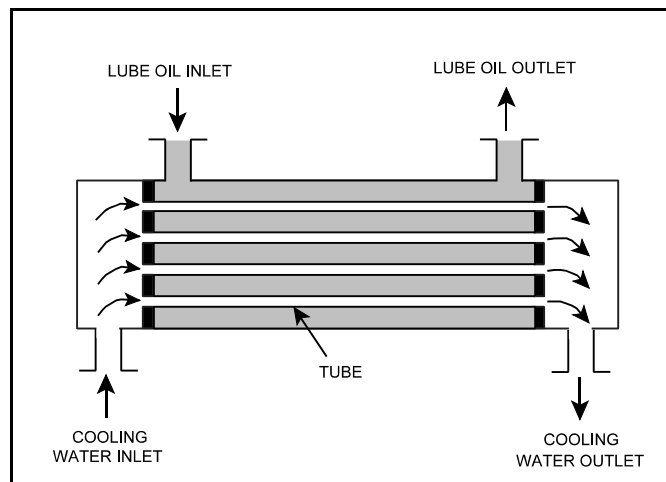 LUBE OIL INLET
LUBE OIL OUTLET
TUBE
COOLING
WATER INLET
COOLING
WATER OUTLET